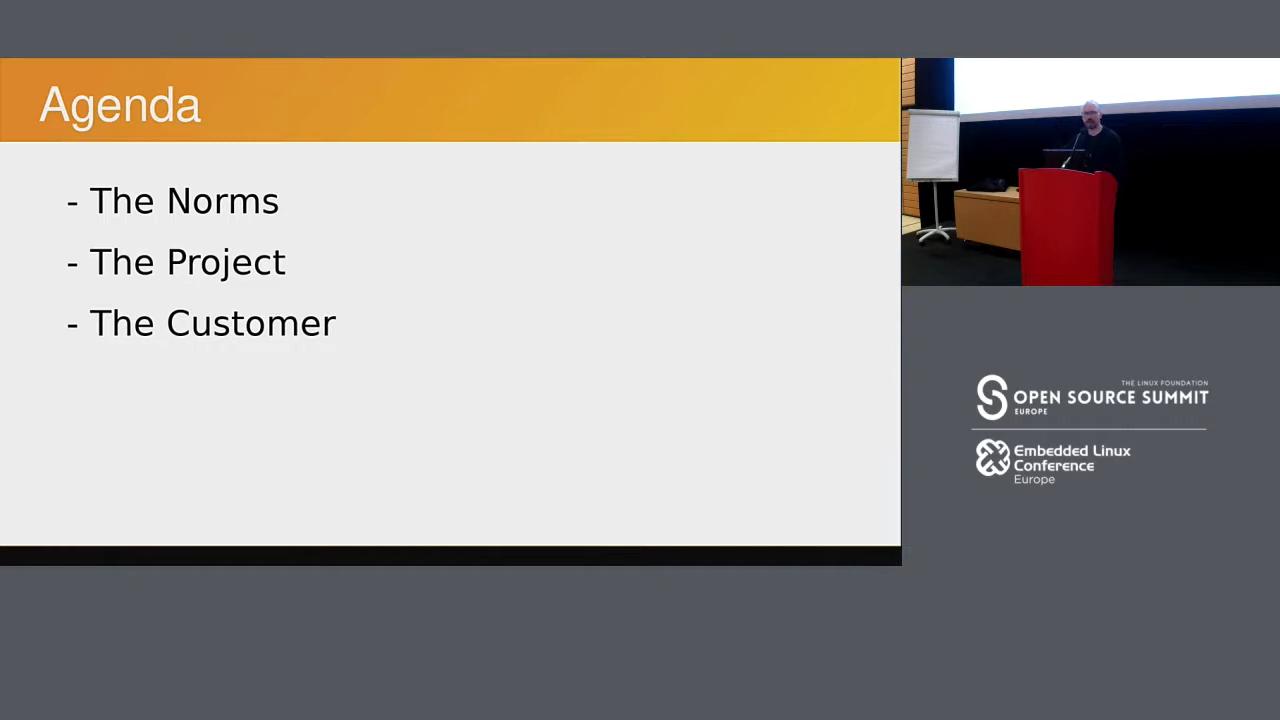 Agenda
- The Norms
- The Project
- The Customer
THE LINUX FOUNDATION
OPEN SOURCE SUMMIT
EUROPE
Embedded Linux
Conference
Europe